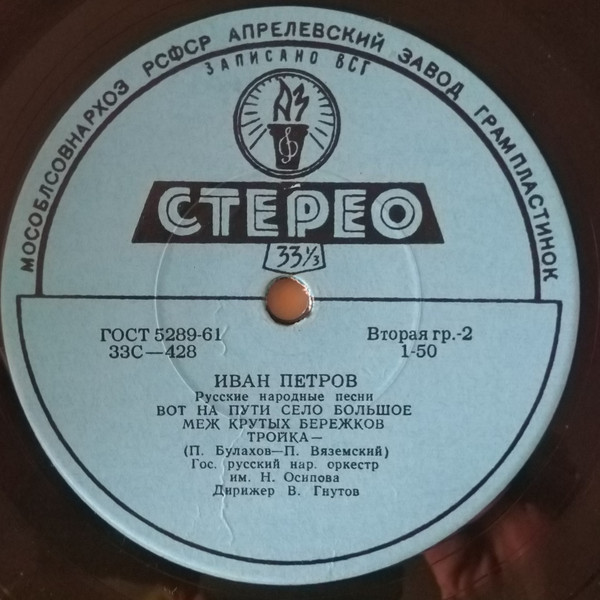 МОСОБЛСОВНАРХОЗ РСФСР АПРЕЛЕВСКИЙ ЗАВОД ГРАМПЛАСТИНОК
ЗАПИСАНО ВСГ
АЗ
СТЕРЕО
33⅓
ГОСТ 5289-61 Вторая гр.-2
33С—428 1-50
ИВАН ПЕТРОВ
Русские народные песни
ВОТ НА ПУТИ СЕЛО БОЛЬШОЕ
МЕЖ КРУТЫХ БЕРЕЖКОВ
ТРОЙКА—
(П. Булахов—П. Вяземский)
Гос. русский нар. оркестр
им. Н. Осипова
Дирижер В. Гнутов